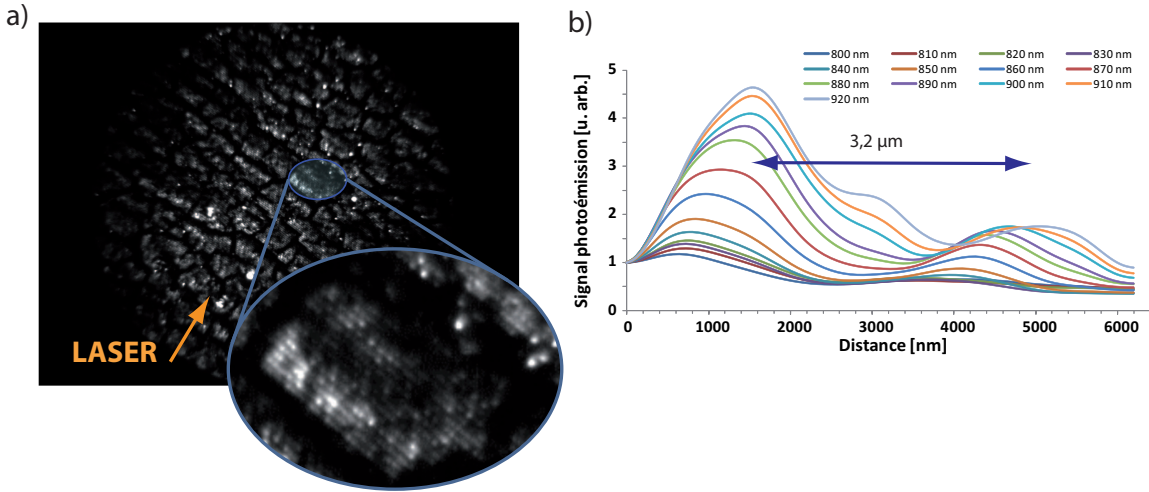 a)
LASER
b)
800 nm 810 nm 820 nm 830 nm
840 nm 850 nm 860 nm 870 nm
880 nm 890 nm 900 nm 910 nm
920 nm
5
4
3
2
1
0
Signal photoémission [u. arb.]
3,2 µm
0 1000 2000 3000 4000 5000 6000
Distance [nm]